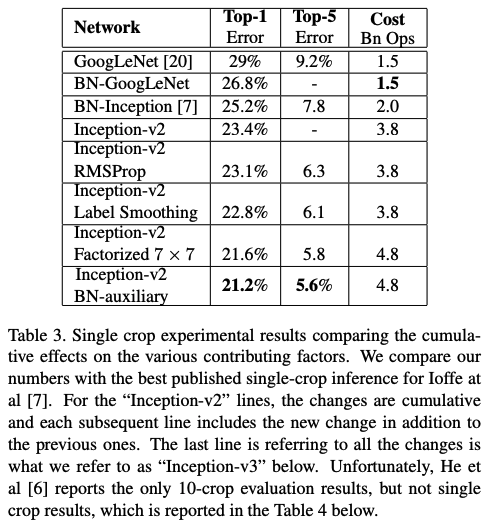 Network Top-1 Error Top-5 Error Cost Bn Ops
GoogLeNet [20] 29% 9.2% 1.5
BN-GoogLeNet 26.8% - 1.5
BN-Inception [7] 25.2% 7.8 2.0
Inception-v2 23.4% - 3.8
Inception-v2
RMSProp 23.1% 6.3 3.8
Inception-v2
Label Smoothing 22.8% 6.1 3.8
Inception-v2
Factorized 7 × 7 21.6% 5.8 4.8
Inception-v2
BN-auxiliary 21.2% 5.6% 4.8
Table 3. Single crop experimental results comparing the cumula-
tive effects on the various contributing factors. We compare our
numbers with the best published single-crop inference for Ioffe at
al [7]. For the “Inception-v2” lines, the changes are cumulative
and each subsequent line includes the new change in addition to
the previous ones. The last line is referring to all the changes is
what we refer to as “Inception-v3” below. Unfortunately, He et
al [6] reports the only 10-crop evaluation results, but not single
crop results, which is reported in the Table 4 below.